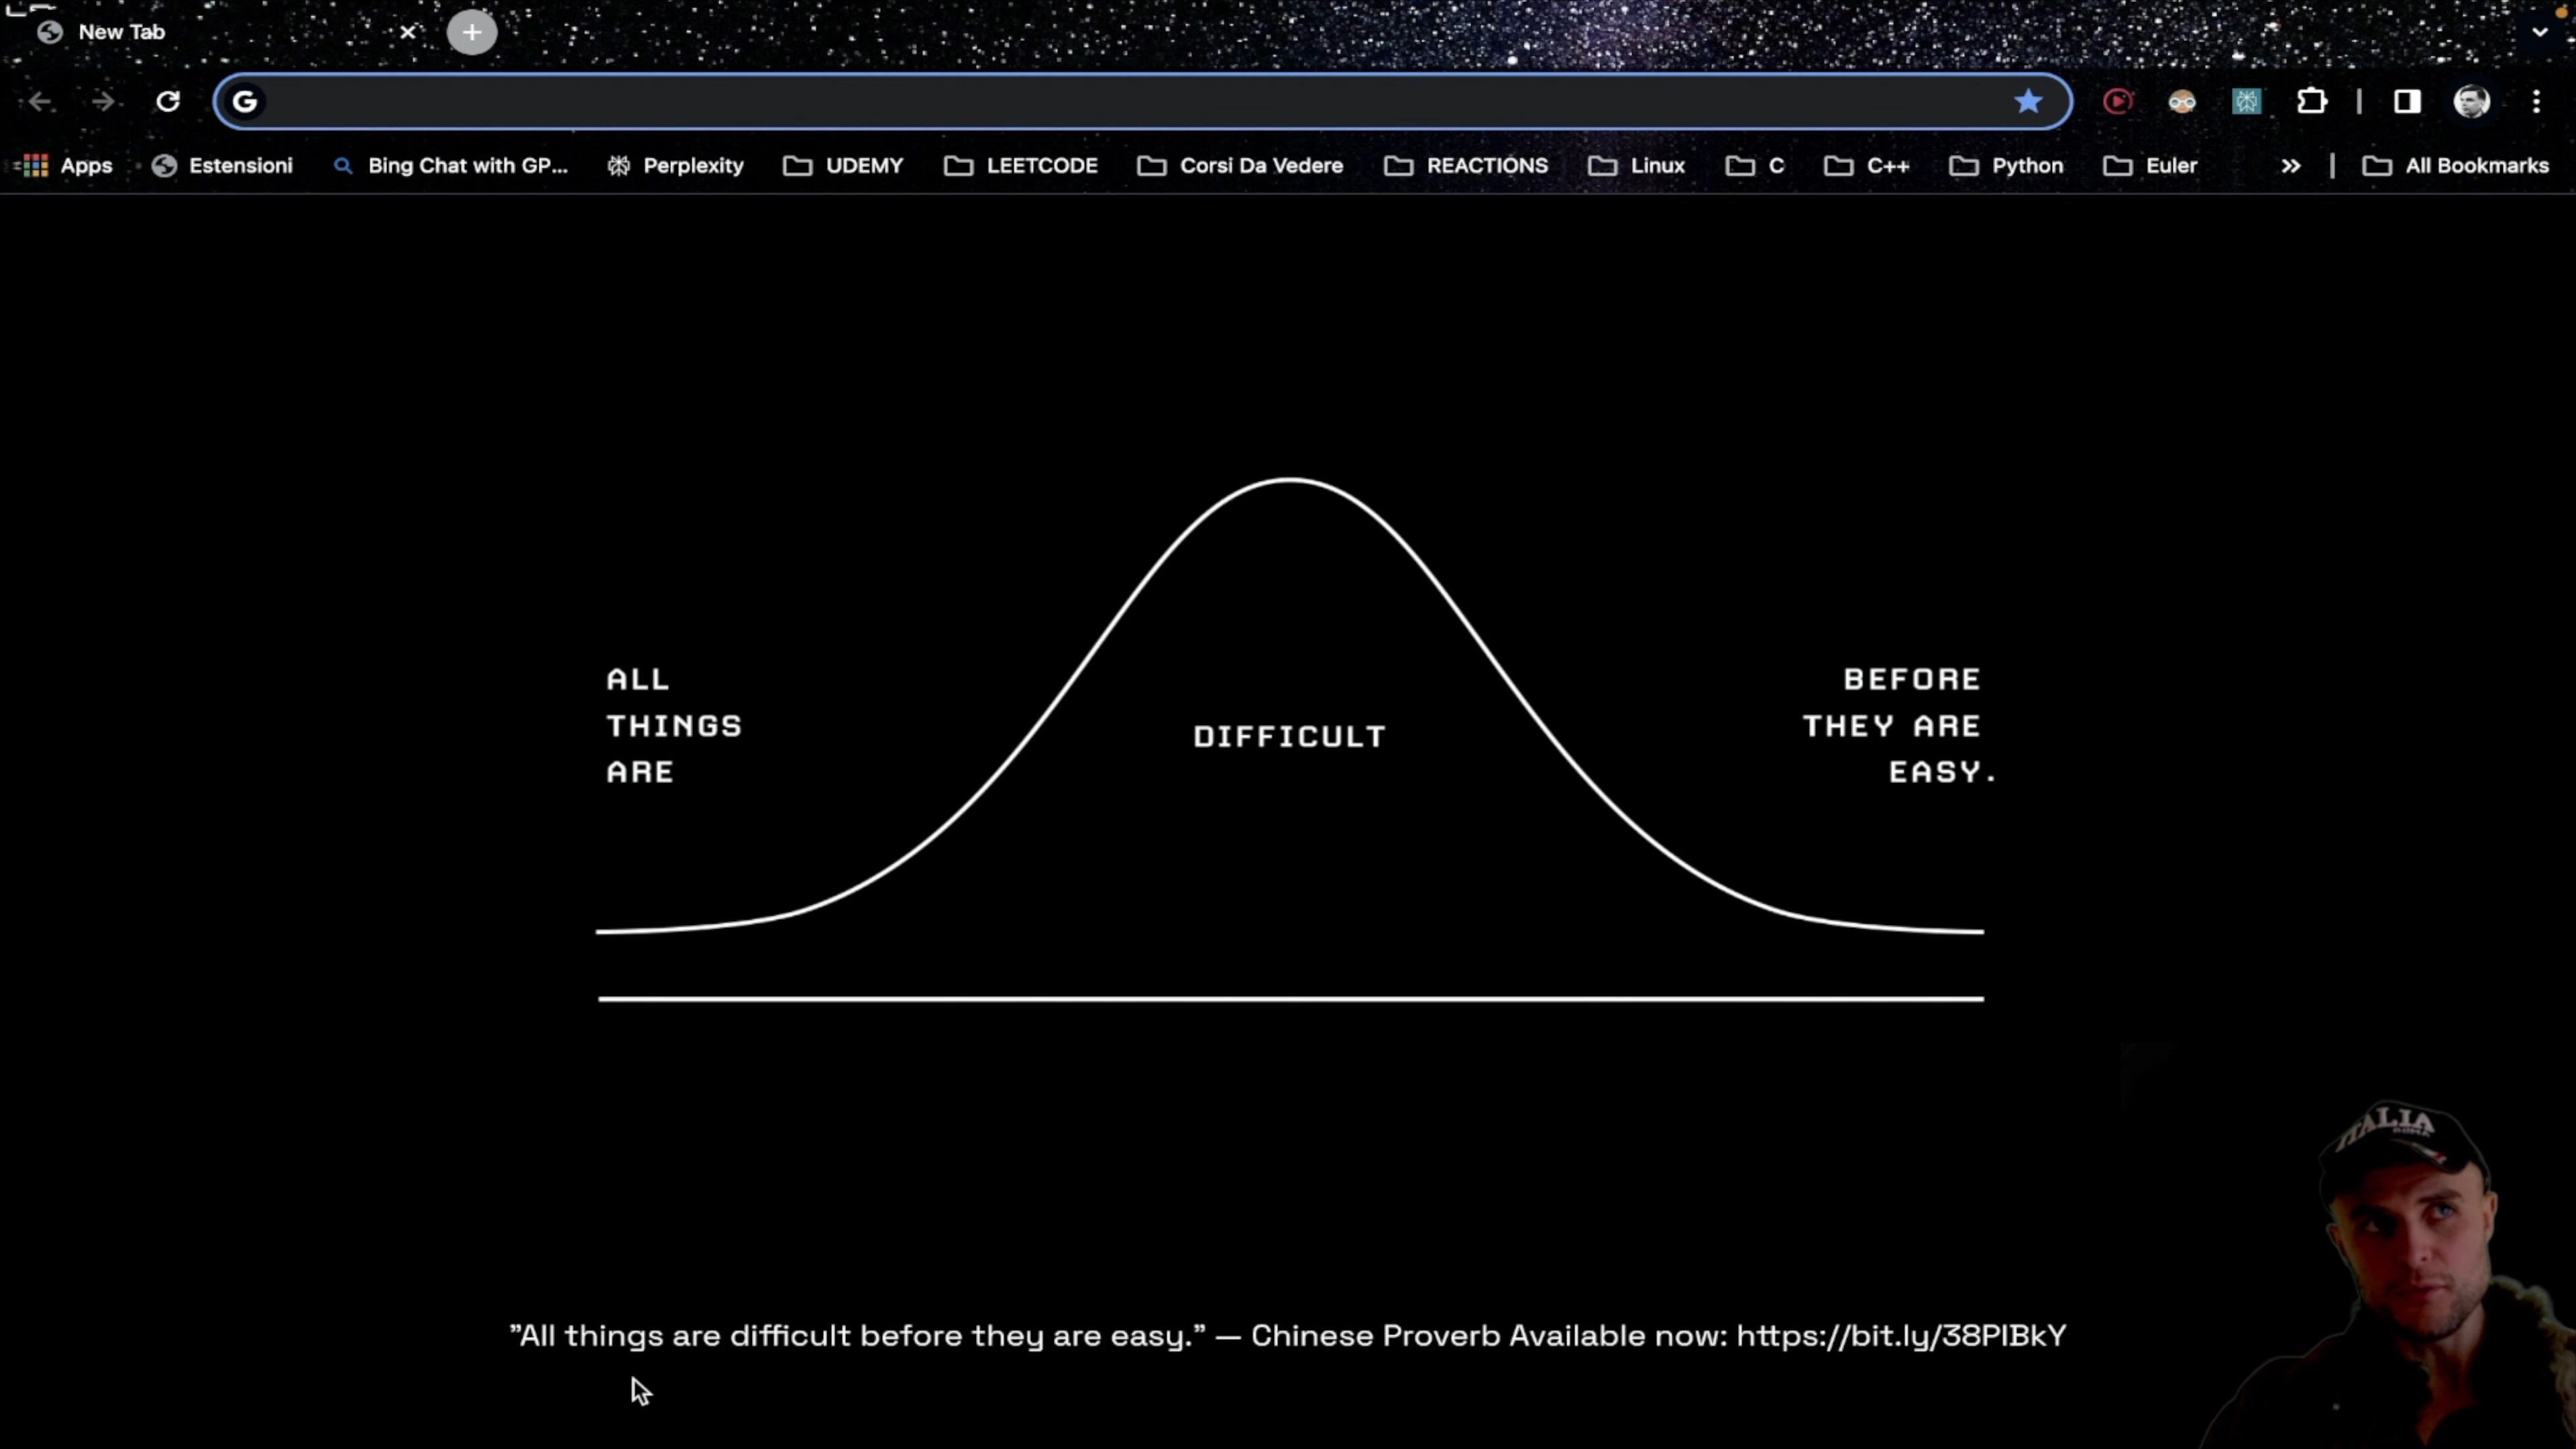 New Tab
Apps Estensioni Bing Chat with GP... Perplexity UDEMY LEETCODE Corsi Da Vedere REACTIONS Linux C C++ Python Euler All Bookmarks
ALL
THINGS
ARE
DIFFICULT
BEFORE
THEY ARE
EASY.
ITALIA
ROMA
"All things are difficult before they are easy." — Chinese Proverb Available now: https://bit.ly/38PIBkY